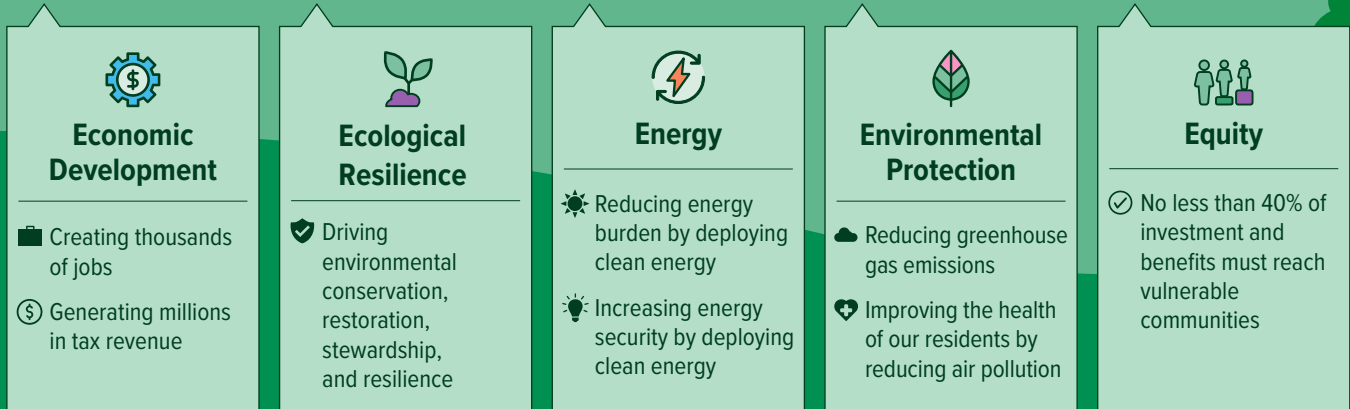 Economic
Development
Creating thousands
of jobs
Generating millions
in tax revenue
Ecological
Resilience
Driving
environmental
conservation,
restoration,
stewardship,
and resilience
Energy
Reducing energy
burden by deploying
clean energy
Increasing energy
security by deploying
clean energy
Environmental
Protection
Reducing greenhouse
gas emissions
Improving the health
of our residents by
reducing air pollution
Equity
No less than 40% of
investment and
benefits must reach
vulnerable
communities